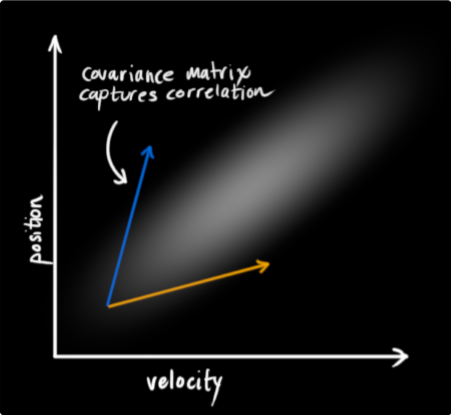 covariance matrix
captures correlation
position
velocity